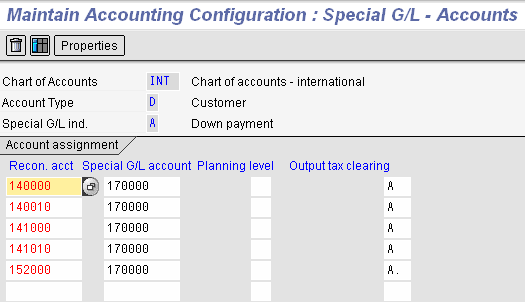 Maintain Accounting Configuration : Special G/L - Accounts
Properties
Chart of Accounts INT Chart of accounts - international
Account Type D Customer
Special G/L ind. A Down payment
Account assignment
Recon. acct Special G/L account Planning level Output tax clearing
140000 170000 A
140010 170000 A
141000 170000 A
141010 170000 A
152000 170000 A.